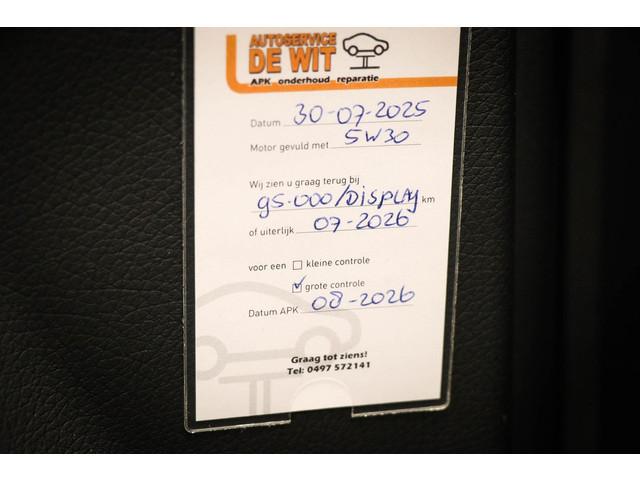 AUTOSERVICE
DE WIT
APK onderhoud reparatie
Datum 30-07-2025
Motor gevuld met 5W30
Wij zien u graag terug bij
95.000/DISPLAY km
of uiterlijk 07-2026
voor een kleine controle
grote controle
Datum APK 08-2026
Graag tot ziens!
Tel: 0497 572141